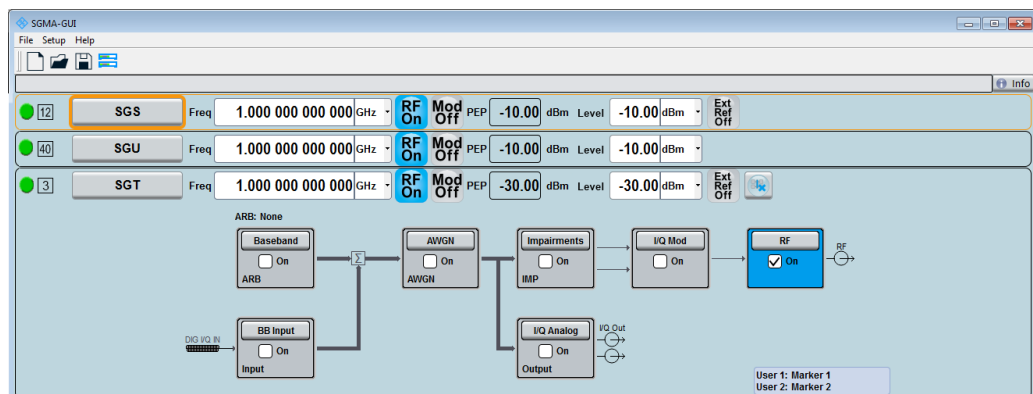 SGMA-GUI
File Setup Help
Info
12 SGS Freq 1.000 000 000 000 GHz RF On Mod Off PEP -10.00 dBm Level -10.00 dBm Ext Ref Off
40 SGU Freq 1.000 000 000 000 GHz RF On Mod Off PEP -10.00 dBm Level -10.00 dBm
3 SGT Freq 1.000 000 000 000 GHz RF On Mod Off PEP -30.00 dBm Level -30.00 dBm Ext Ref Off
ARB: None
Baseband AWGN Impairments I/Q Mod RF
RF
On Σ On On On On
ARB AWGN IMP
BB Input I/Q Analog I/Q Out
DIG I/Q IN
On On
Input Output
User 1: Marker 1
User 2: Marker 2